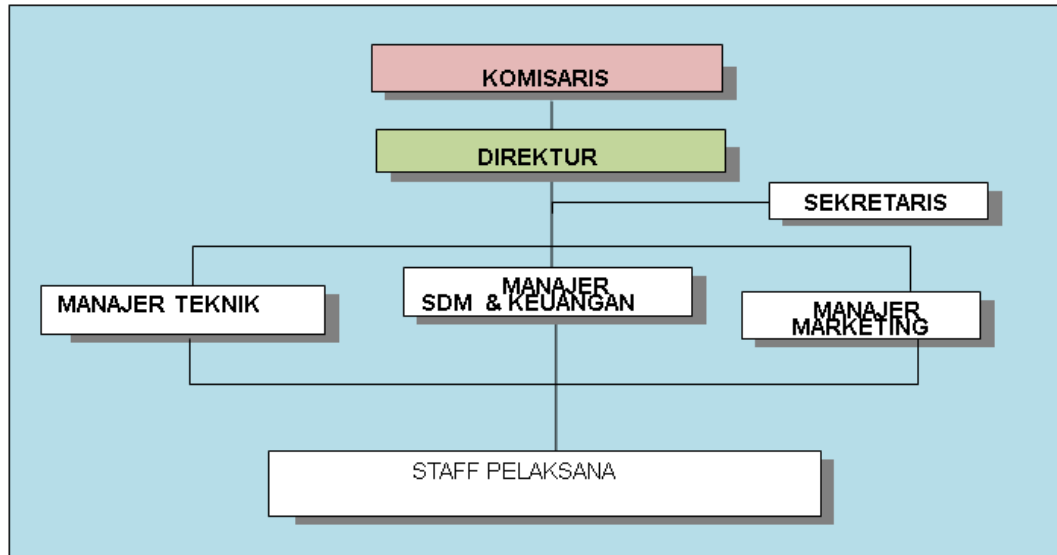 KOMISARIS
DIREKTUR
SEKRETARIS
MANAJER TEKNIK
MANAJER
SDM & KEUANGAN
MANAJER
MARKETING
STAFF PELAKSANA